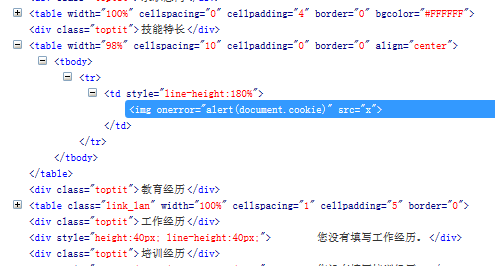 <table width="100%" cellspacing="0" cellpadding="4" border="0" bgcolor="#FFFFFF">
<div class="toptit">技能特长</div>
<table width="98%" cellspacing="10" cellpadding="0" border="0" align="center">
<tbody>
<tr>
<td style="line-height:180%">
<img onerror="alert(document.cookie)" src="x">
</td>
</tr>
</tbody>
</table>
<div class="toptit">教育经历</div>
<table class="link_lan" width="100%" cellspacing="1" cellpadding="5" border="0">
<div class="toptit">工作经历</div>
<div style="height:40px; line-height:40px;"> 您没有填写工作经历。</div>
<div class="toptit">培训经历</div>